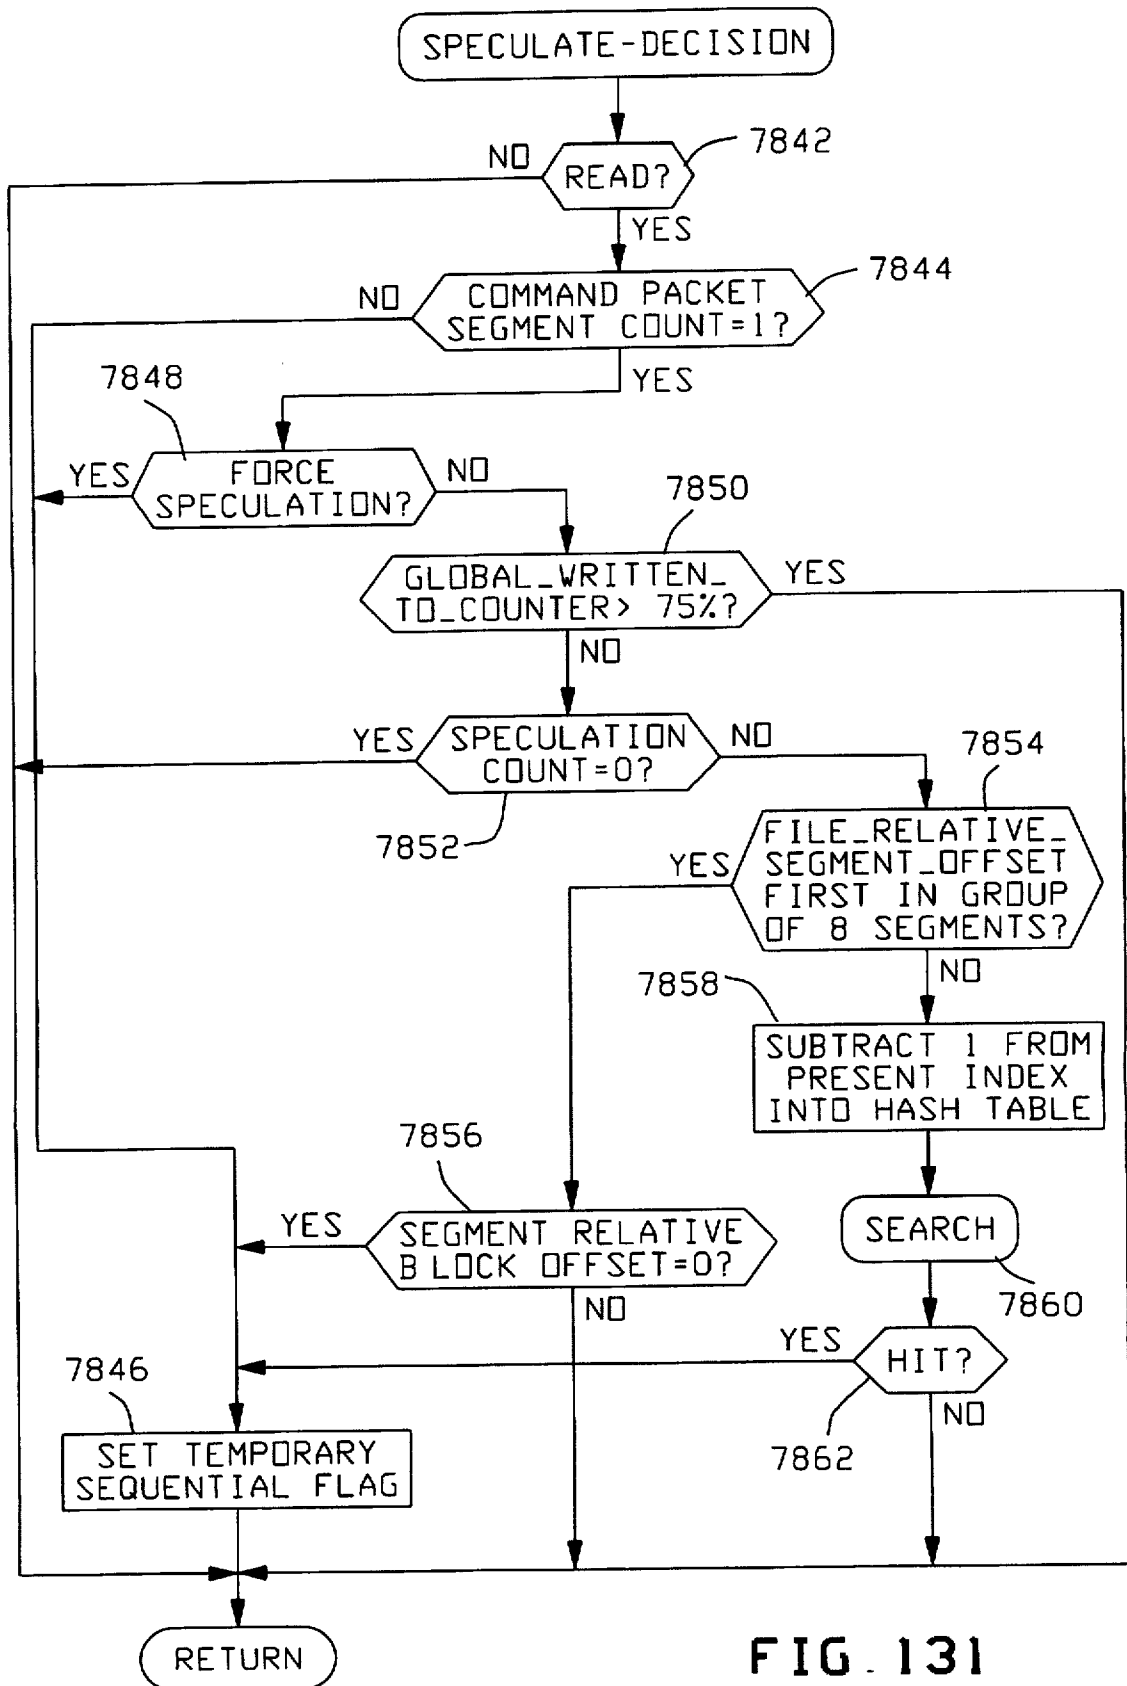 SPECULATE-DECISION
7842
NO
READ?
YES
7844
NO
COMMAND PACKET
SEGMENT COUNT=1?
YES
7848
YES
FORCE
SPECULATION?
NO
7850
GLOBAL_WRITTEN_
TO_COUNTER> 75%?
YES
NO
YES
SPECULATION
COUNT=0?
NO
7852
7854
YES
FILE_RELATIVE_
SEGMENT_OFFSET
FIRST IN GROUP
OF 8 SEGMENTS?
NO
7858
SUBTRACT 1 FROM
PRESENT INDEX
INTO HASH TABLE
7856
YES
SEGMENT RELATIVE
BLOCK OFFSET=0?
NO
SEARCH
7860
YES
HIT?
NO
7862
7846
SET TEMPORARY
SEQUENTIAL FLAG
RETURN
FIG. 131